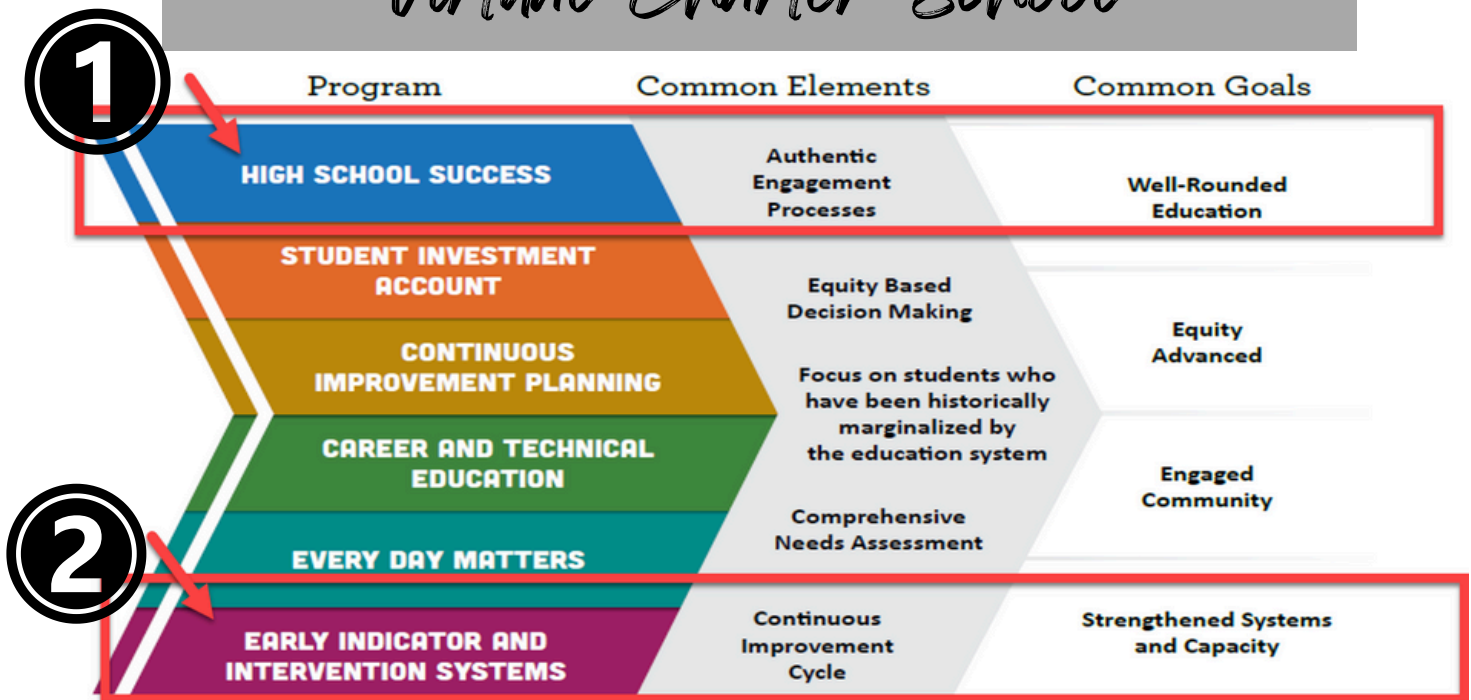 Virtual Charter School
1
Program
Common Elements
Common Goals
HIGH SCHOOL SUCCESS
Authentic
Engagement
Processes
Well-Rounded
Education
STUDENT INVESTMENT
ACCOUNT
Equity Based
Decision Making
CONTINUOUS
IMPROVEMENT PLANNING
Equity
Advanced
Focus on students who
have been historically
marginalized by
the education system
CAREER AND TECHNICAL
EDUCATION
Engaged
Community
2
Comprehensive
Needs Assessment
EVERY DAY MATTERS
EARLY INDICATOR AND
INTERVENTION SYSTEMS
Continuous
Improvement
Cycle
Strengthened Systems
and Capacity